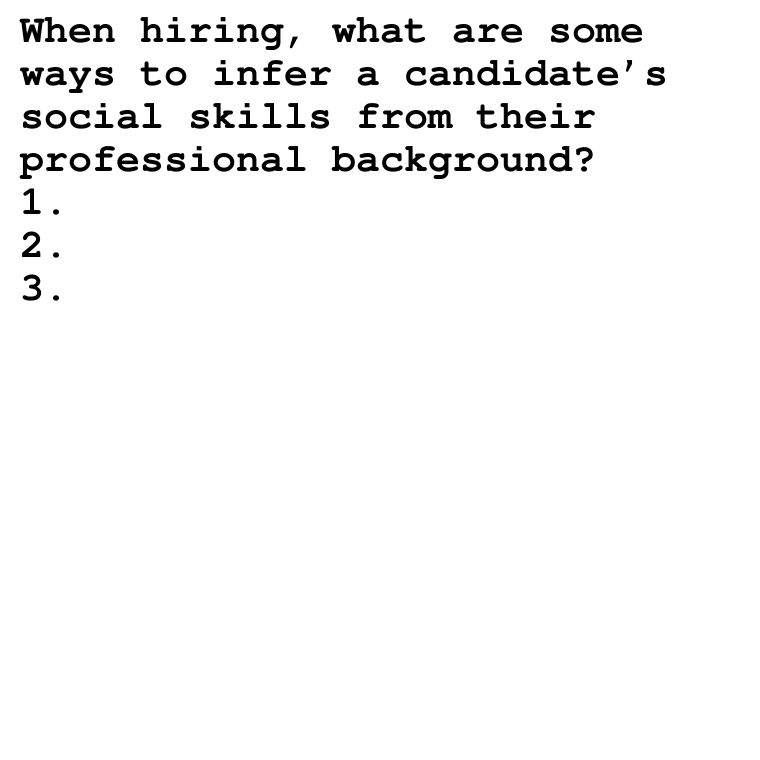 When hiring, what are some
ways to infer a candidate's
social skills from their
professional background?
1.
2.
3.